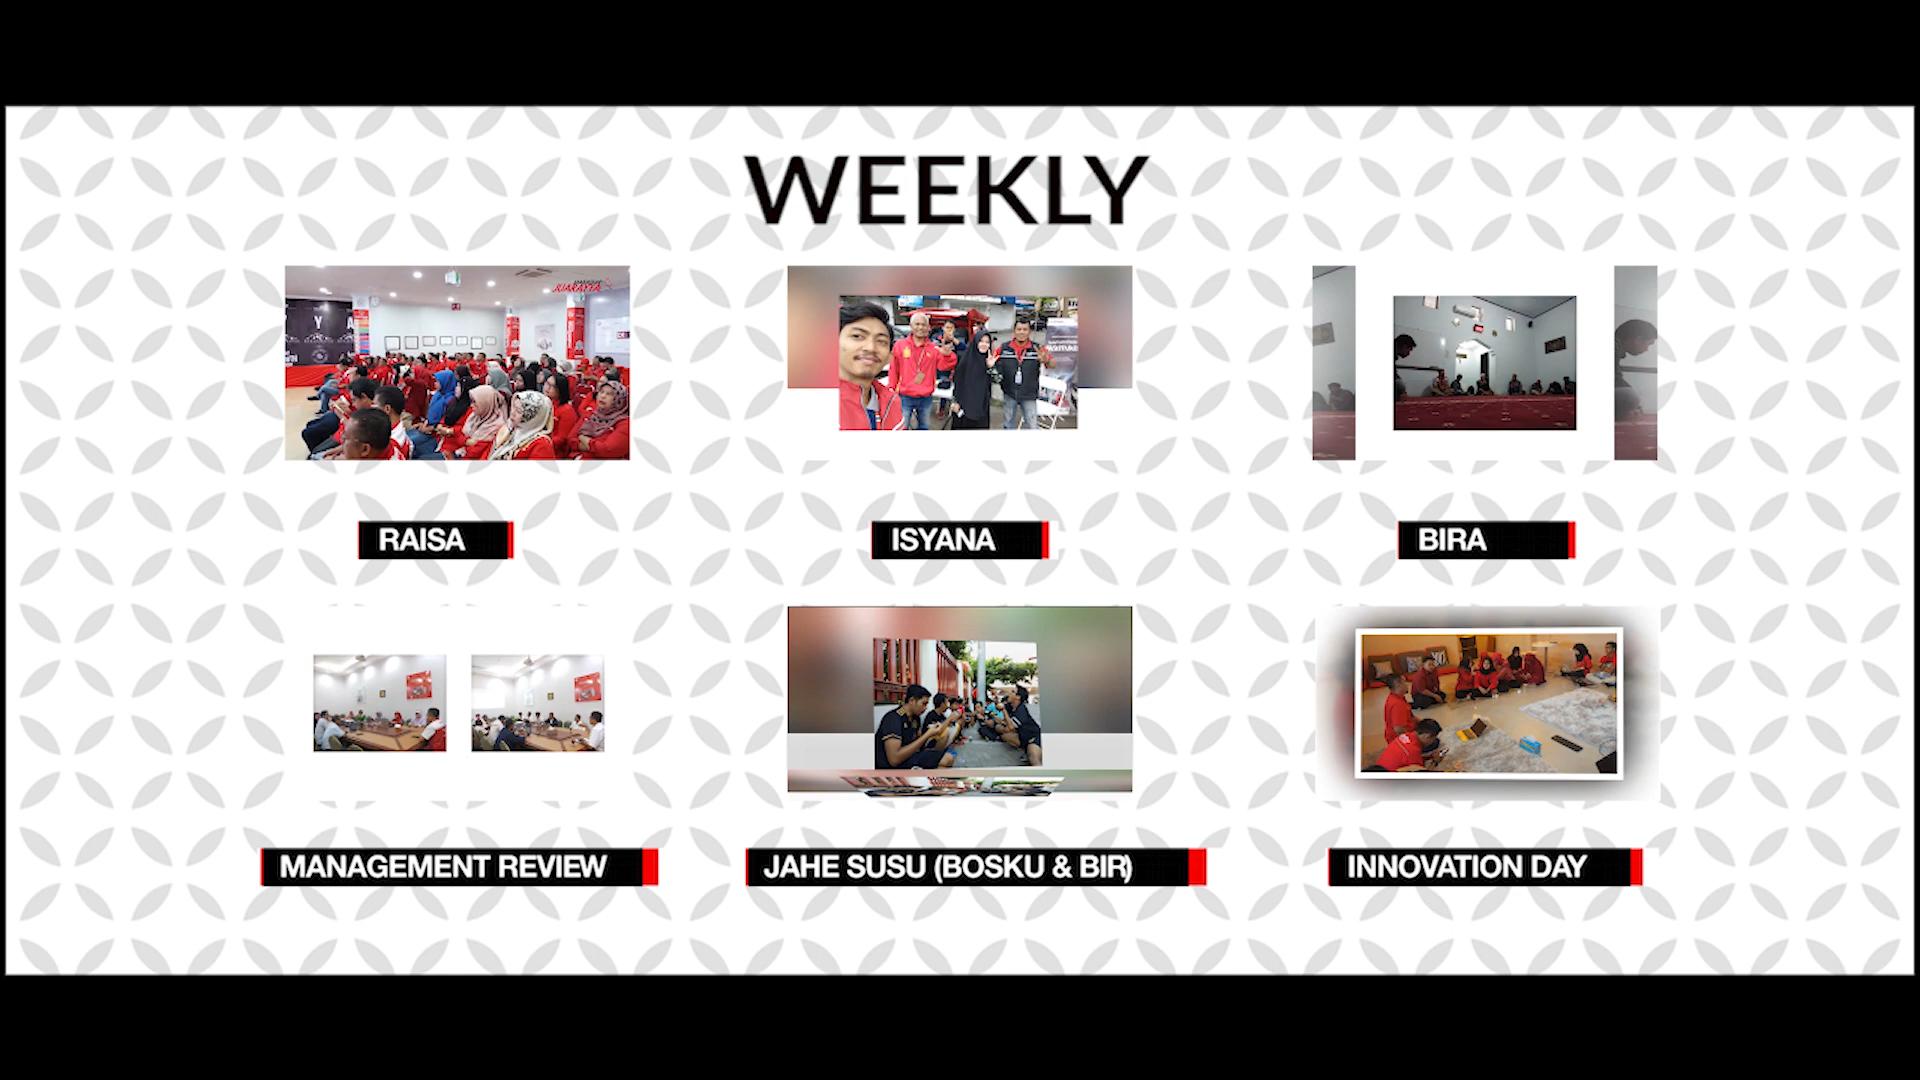 WEEKLY
RAISA
ISYANA
BIRA
MANAGEMENT REVIEW
JAHE SUSU (BOSKU & BIR)
INNOVATION DAY